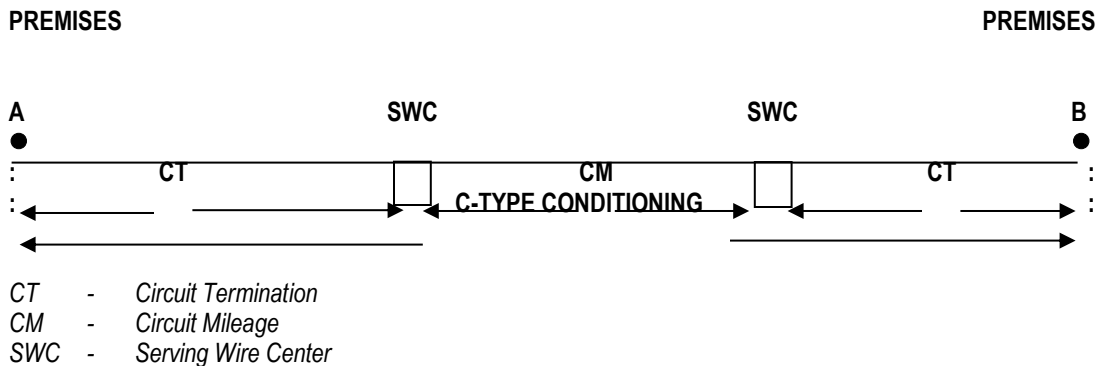 PREMISES PREMISES
A SWC SWC B
CT CM CT
: :
: C-TYPE CONDITIONING :
CT - Circuit Termination
CM - Circuit Mileage
SWC - Serving Wire Center